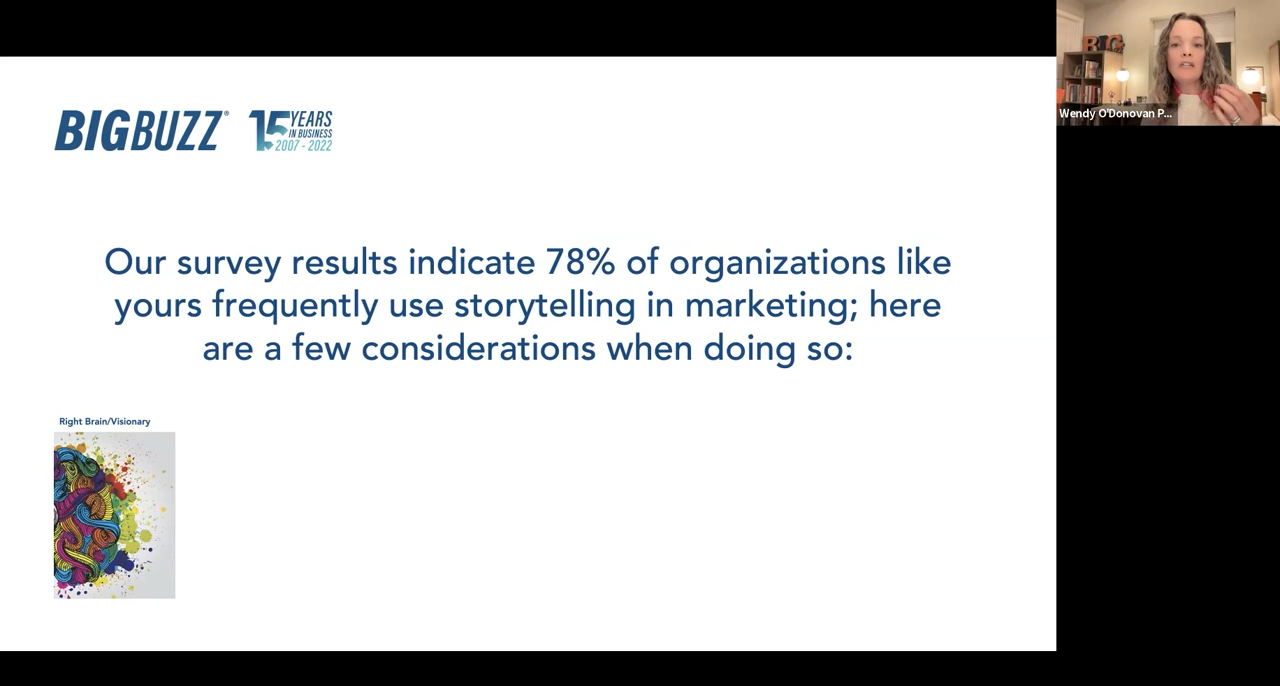 BIGBUZZ®
15 YEARS
IN BUSINESS
2007 - 2022
Our survey results indicate 78% of organizations like
yours frequently use storytelling in marketing; here
are a few considerations when doing so:
Right Brain/Visionary
BIG
Wendy O'Donovan P...